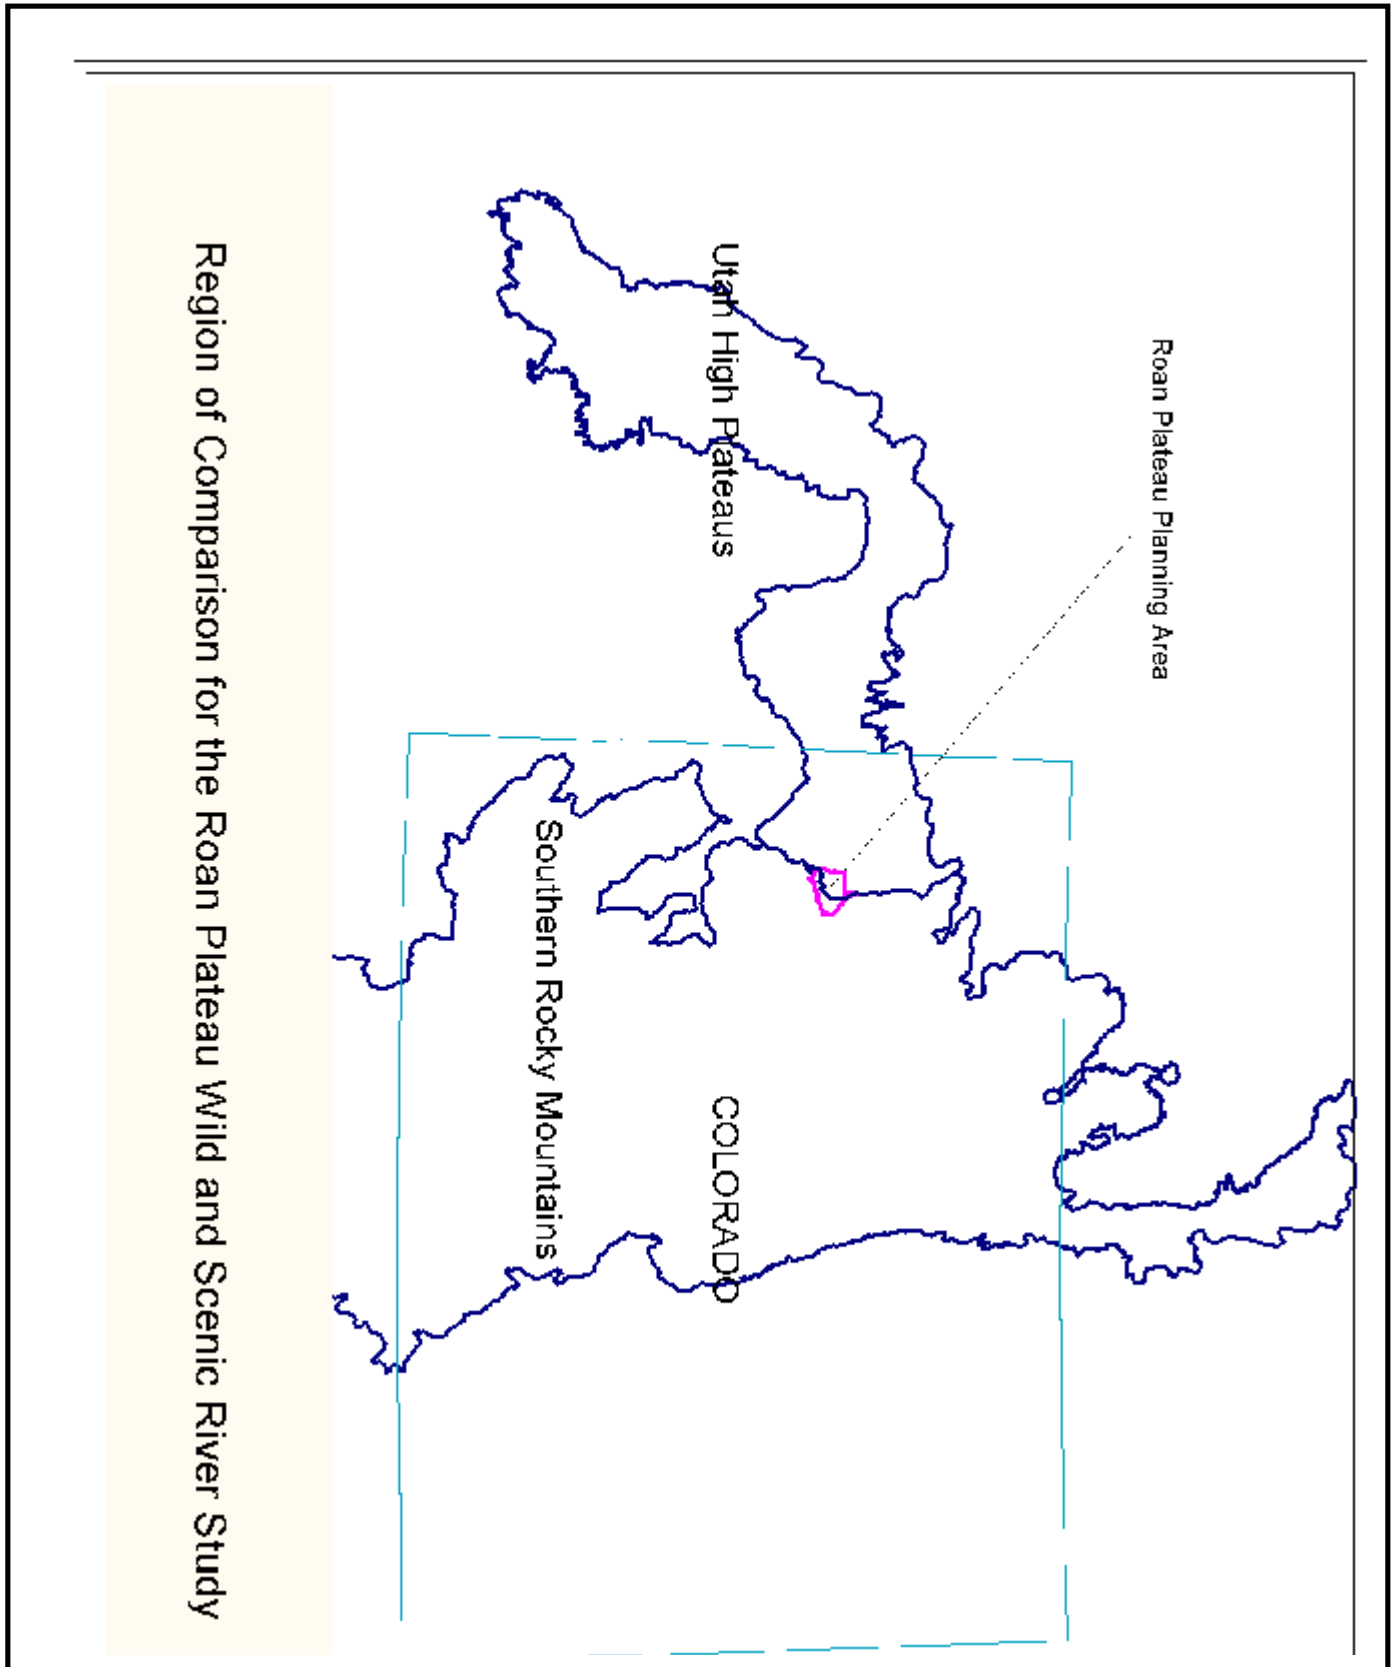 Roan Plateau Planning Area
Utah High Plateaus
COLORADO
Southern Rocky Mountains
Region of Comparison for the Roan Plateau Wild and Scenic River Study